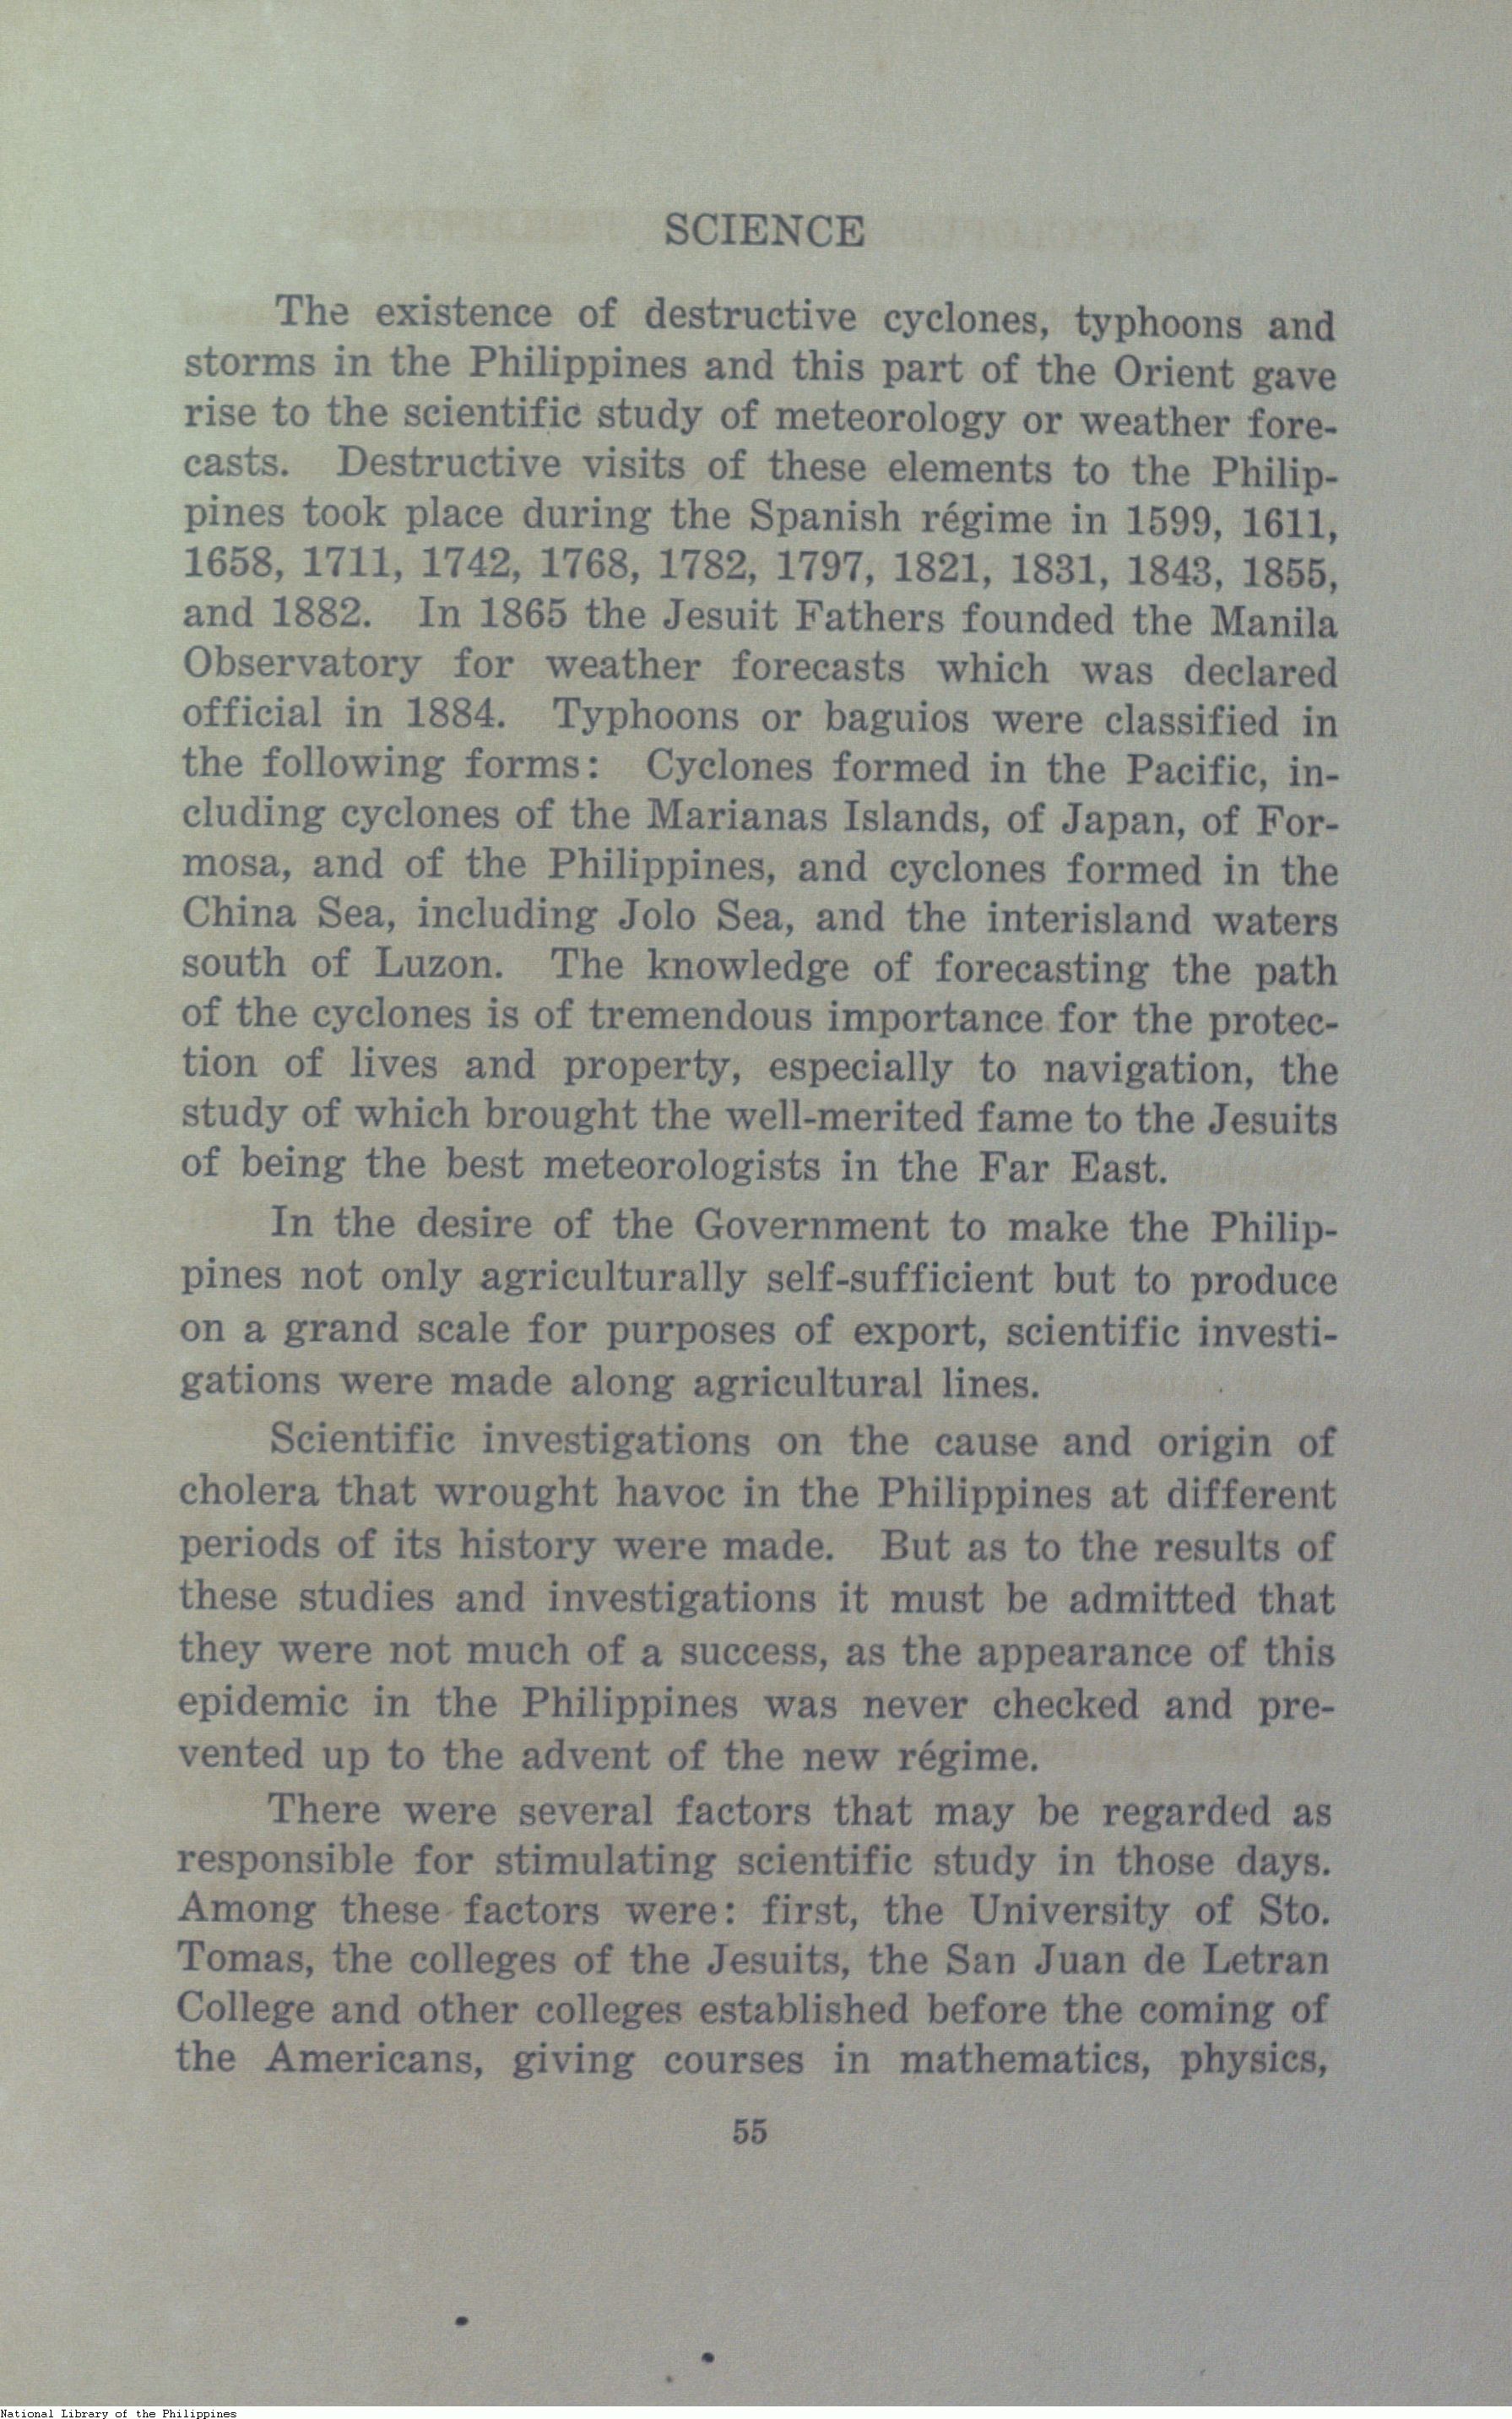 SCIENCE
The existence of destructive cyclones, typhoons and
storms in the Philippines and this part of the Orient gave
rise to the scientific study of meteorology or weather fore-
casts. Destructive visits of these elements to the Philip-
pines took place during the Spanish régime in 1599, 1611,
1658, 1711, 1742, 1768, 1782, 1797, 1821, 1831, 1843, 1855,
and 1882. In 1865 the Jesuit Fathers founded the Manila
Observatory for weather forecasts which was declared
official in 1884. Typhoons or baguios were classified in
the following forms: Cyclones formed in the Pacific, in-
cluding cyclones of the Marianas Islands, of Japan, of For-
mosa, and of the Philippines, and cyclones formed in the
China Sea, including Jolo Sea, and the interisland waters
south of Luzon. The knowledge of forecasting the path
of the cyclones is of tremendous importance for the protec-
tion of lives and property, especially to navigation, the
study of which brought the well-merited fame to the Jesuits
of being the best meteorologists in the Far East.
In the desire of the Government to make the Philip-
pines not only agriculturally self-sufficient but to produce
on a grand scale for purposes of export, scientific investi-
gations were made along agricultural lines.
Scientific investigations on the cause and origin of
cholera that wrought havoc in the Philippines at different
periods of its history were made. But as to the results of
these studies and investigations it must be admitted that
they were not much of a success, as the appearance of this
epidemic in the Philippines was never checked and pre-
vented up to the advent of the new régime.
There were several factors that may be regarded as
responsible for stimulating scientific study in those days.
Among these factors were: first, the University of Sto.
Tomas, the colleges of the Jesuits, the San Juan de Letran
College and other colleges established before the coming of
the Americans, giving courses in mathematics, physics,
55
National Library of the Philippines